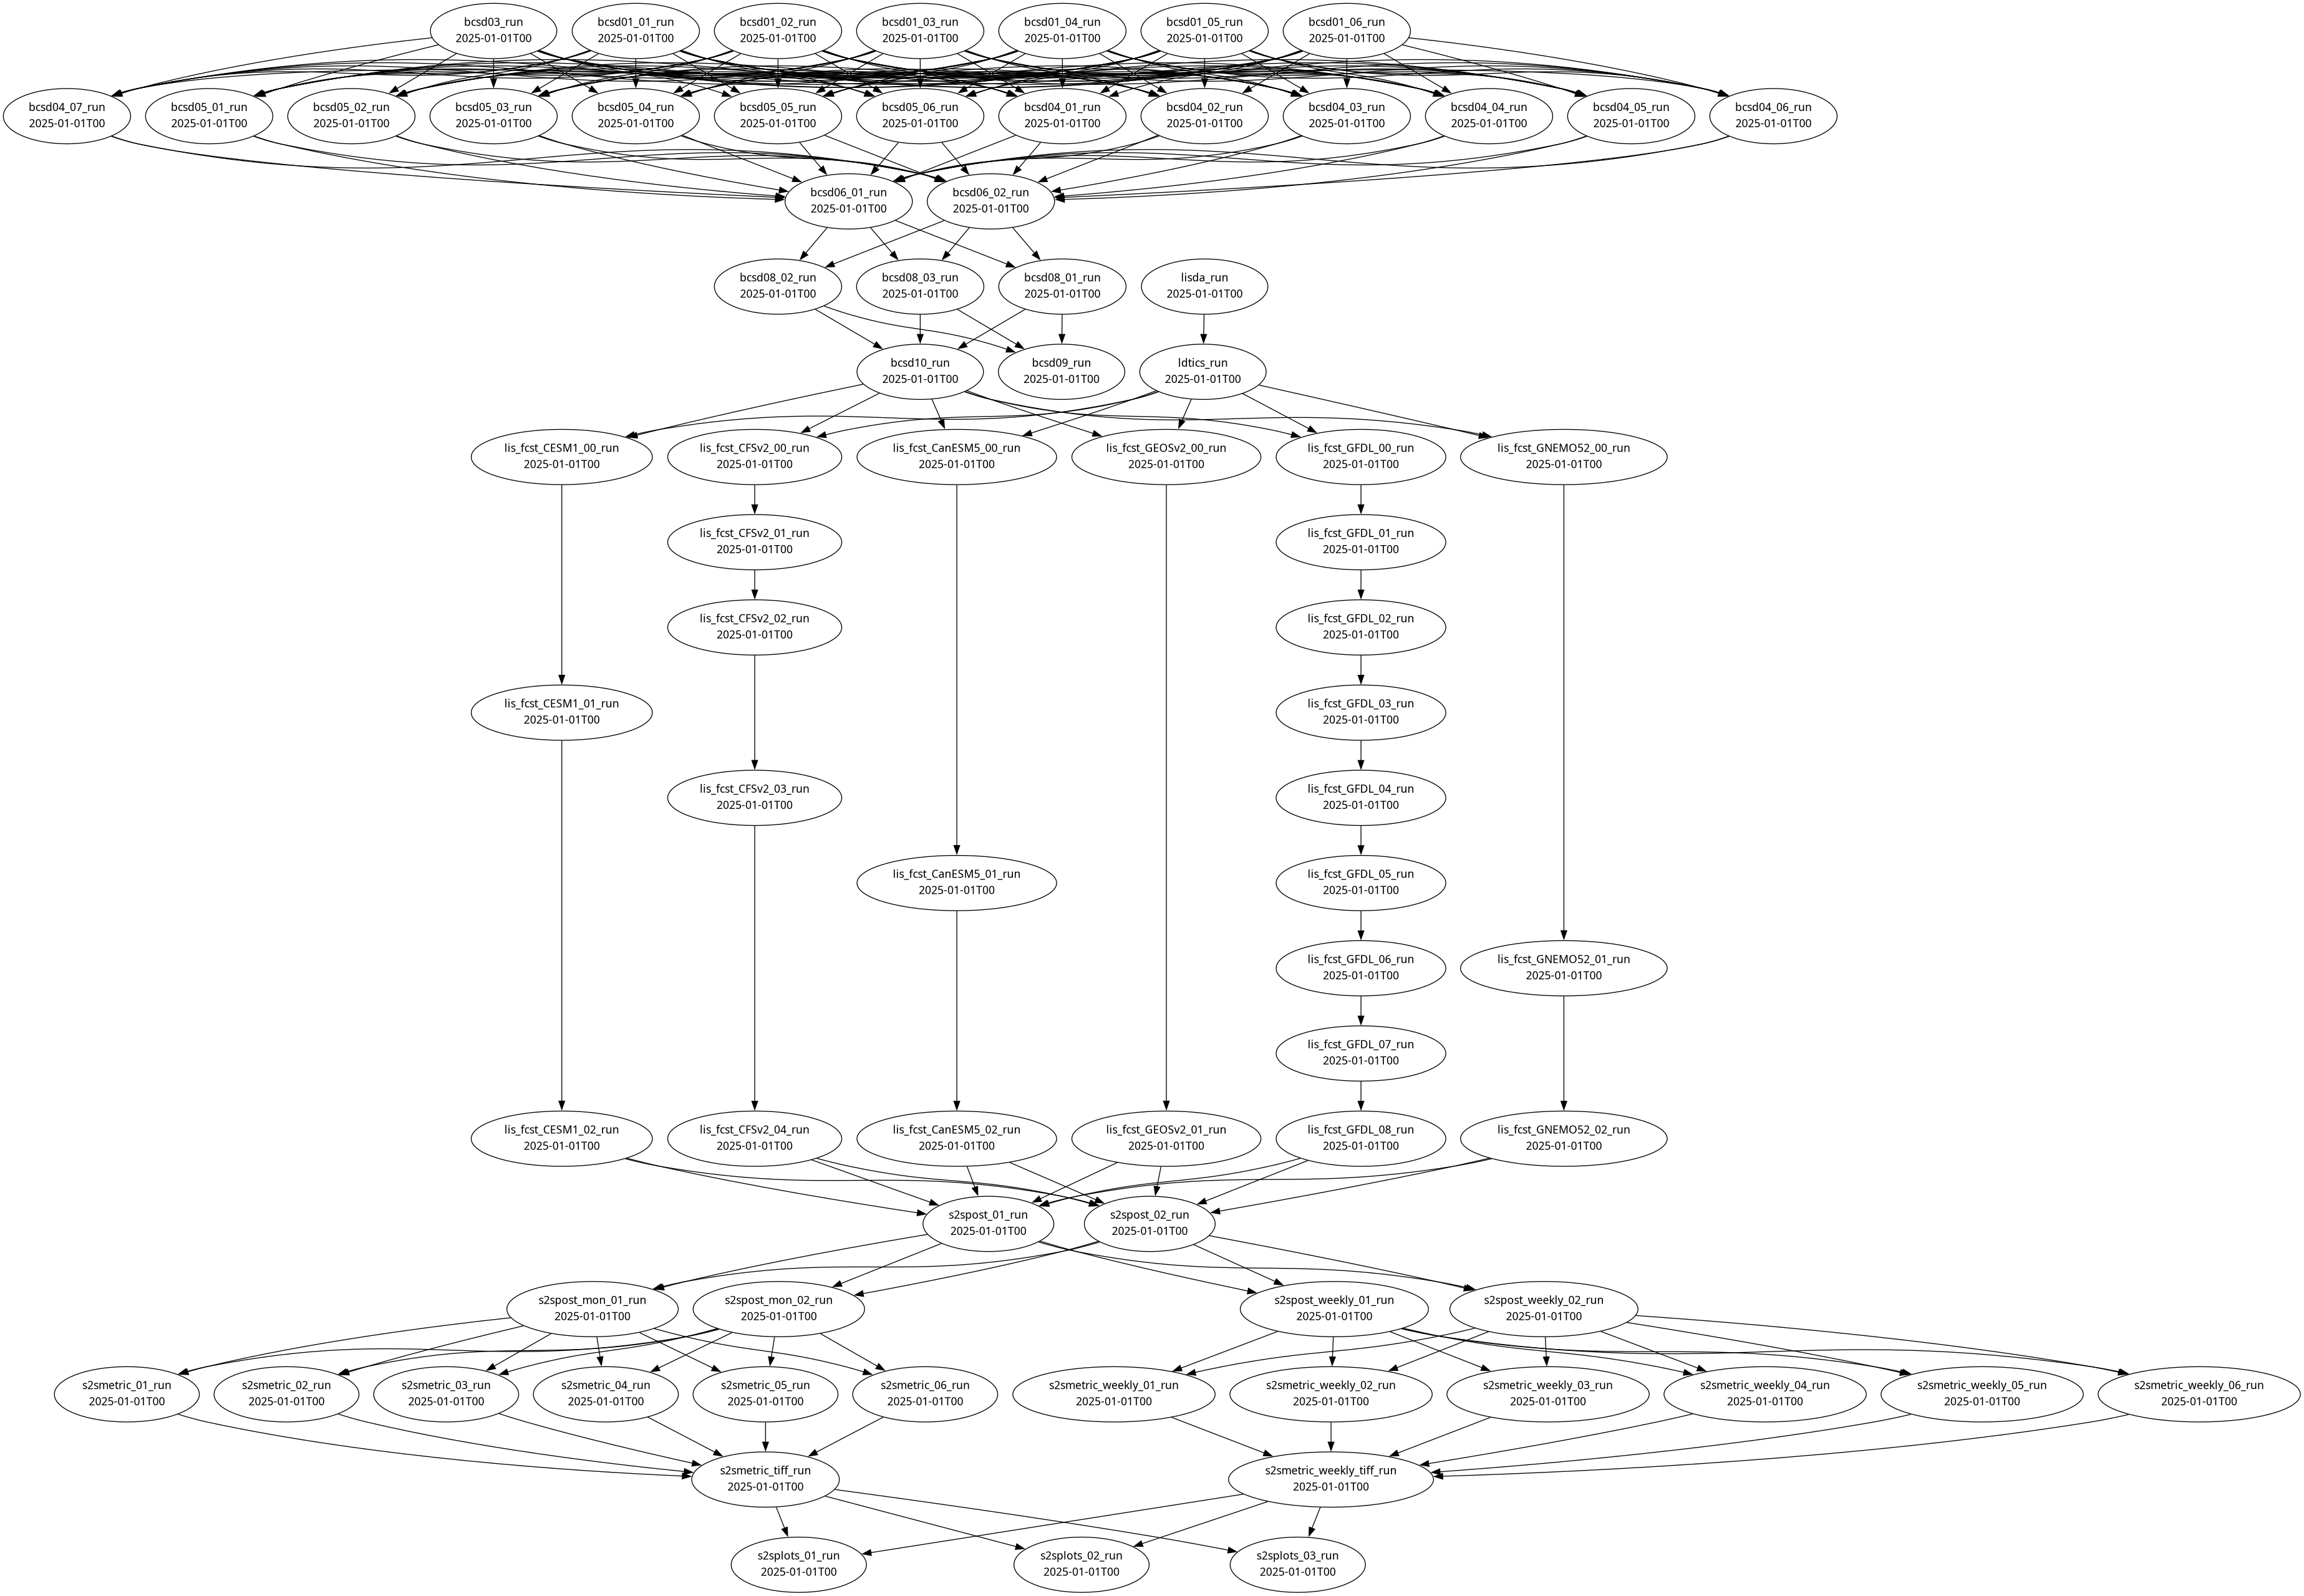 bcsd03_run
2025-01-01T00
bcsd01_01_run
2025-01-01T00
bcsd01_02_run
2025-01-01T00
bcsd01_03_run
2025-01-01T00
bcsd01_04_run
2025-01-01T00
bcsd01_05_run
2025-01-01T00
bcsd01_06_run
2025-01-01T00
bcsd04_07_run
2025-01-01T00
bcsd05_01_run
2025-01-01T00
bcsd05_02_run
2025-01-01T00
bcsd05_03_run
2025-01-01T00
bcsd05_04_run
2025-01-01T00
bcsd05_05_run
2025-01-01T00
bcsd05_06_run
2025-01-01T00
bcsd04_01_run
2025-01-01T00
bcsd04_02_run
2025-01-01T00
bcsd04_03_run
2025-01-01T00
bcsd04_04_run
2025-01-01T00
bcsd04_05_run
2025-01-01T00
bcsd04_06_run
2025-01-01T00
bcsd06_01_run
2025-01-01T00
bcsd06_02_run
2025-01-01T00
bcsd08_02_run
2025-01-01T00
bcsd08_03_run
2025-01-01T00
bcsd08_01_run
2025-01-01T00
lisda_run
2025-01-01T00
bcsd10_run
2025-01-01T00
bcsd09_run
2025-01-01T00
ldtics_run
2025-01-01T00
lis_fcst_CESM1_00_run
2025-01-01T00
lis_fcst_CFSv2_00_run
2025-01-01T00
lis_fcst_CanESM5_00_run
2025-01-01T00
lis_fcst_GEOSv2_00_run
2025-01-01T00
lis_fcst_GFDL_00_run
2025-01-01T00
lis_fcst_GNEMO52_00_run
2025-01-01T00
lis_fcst_CFSv2_01_run
2025-01-01T00
lis_fcst_GFDL_01_run
2025-01-01T00
lis_fcst_CFSv2_02_run
2025-01-01T00
lis_fcst_GFDL_02_run
2025-01-01T00
lis_fcst_CESM1_01_run
2025-01-01T00
lis_fcst_GFDL_03_run
2025-01-01T00
lis_fcst_CFSv2_03_run
2025-01-01T00
lis_fcst_GFDL_04_run
2025-01-01T00
lis_fcst_CanESM5_01_run
2025-01-01T00
lis_fcst_GFDL_05_run
2025-01-01T00
lis_fcst_GFDL_06_run
2025-01-01T00
lis_fcst_GNEMO52_01_run
2025-01-01T00
lis_fcst_GFDL_07_run
2025-01-01T00
lis_fcst_CESM1_02_run
2025-01-01T00
lis_fcst_CFSv2_04_run
2025-01-01T00
lis_fcst_CanESM5_02_run
2025-01-01T00
lis_fcst_GEOSv2_01_run
2025-01-01T00
lis_fcst_GFDL_08_run
2025-01-01T00
lis_fcst_GNEMO52_02_run
2025-01-01T00
s2spost_01_run
2025-01-01T00
s2spost_02_run
2025-01-01T00
s2spost_mon_01_run
2025-01-01T00
s2spost_mon_02_run
2025-01-01T00
s2spost_weekly_01_run
2025-01-01T00
s2spost_weekly_02_run
2025-01-01T00
s2smetric_01_run
2025-01-01T00
s2smetric_02_run
2025-01-01T00
s2smetric_03_run
2025-01-01T00
s2smetric_04_run
2025-01-01T00
s2smetric_05_run
2025-01-01T00
s2smetric_06_run
2025-01-01T00
s2smetric_weekly_01_run
2025-01-01T00
s2smetric_weekly_02_run
2025-01-01T00
s2smetric_weekly_03_run
2025-01-01T00
s2smetric_weekly_04_run
2025-01-01T00
s2smetric_weekly_05_run
2025-01-01T00
s2smetric_weekly_06_run
2025-01-01T00
s2smetric_tiff_run
2025-01-01T00
s2smetric_weekly_tiff_run
2025-01-01T00
s2splots_01_run
2025-01-01T00
s2splots_02_run
2025-01-01T00
s2splots_03_run
2025-01-01T00